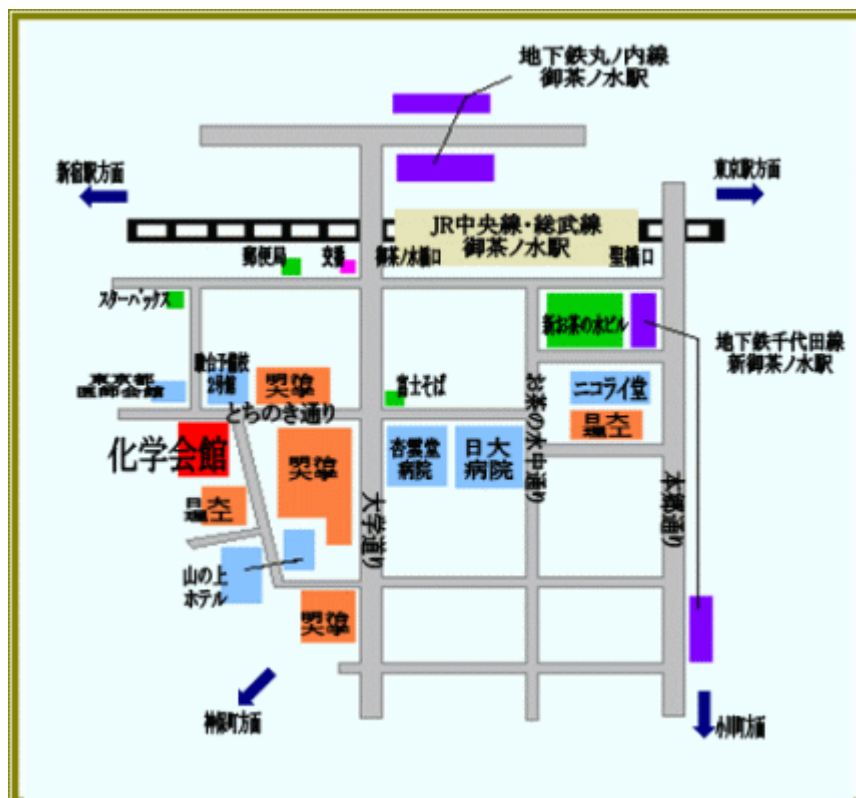 地下鉄丸ノ内線
御茶ノ水駅
新宿駅方面
東京駅方面
JR中央線・総武線
御茶ノ水駅
郵便局
交番
御茶ノ水橋口
聖橋口
スターバックス
新お茶の水ビル
地下鉄千代田線
新御茶ノ水駅
駿台予備校
2号館
東京都
医師会館
富士そば
ニコライ堂
とちのき通り
お茶の水中通り
化学会館
杏雲堂
病院
日大
病院
大学通り
本郷通り
山の上
ホテル
神保町方面
小川町方面